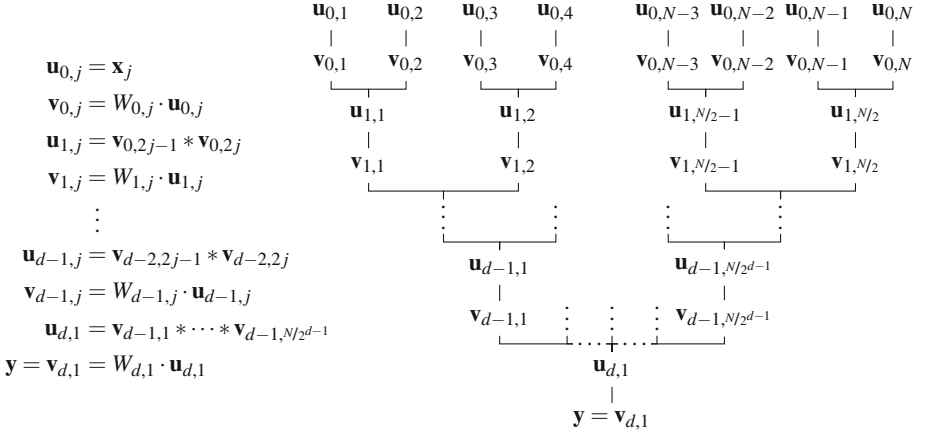 u_{0,j} = x_j
v_{0,j} = W_{0,j} · u_{0,j}
u_{1,j} = v_{0,2j−1} ∗ v_{0,2j}
v_{1,j} = W_{1,j} · u_{1,j}
⋮
u_{d−1,j} = v_{d−2,2j−1} ∗ v_{d−2,2j}
v_{d−1,j} = W_{d−1,j} · u_{d−1,j}
u_{d,1} = v_{d−1,1} ∗ ··· ∗ v_{d−1,N/2^{d−1}}
y = v_{d,1} = W_{d,1} · u_{d,1}
u_{0,1} u_{0,2} u_{0,3} u_{0,4} u_{0,N−3} u_{0,N−2} u_{0,N−1} u_{0,N}
v_{0,1} v_{0,2} v_{0,3} v_{0,4} v_{0,N−3} v_{0,N−2} v_{0,N−1} v_{0,N}
u_{1,1} u_{1,2} u_{1,N/2−1} u_{1,N/2}
v_{1,1} v_{1,2} v_{1,N/2−1} v_{1,N/2}
u_{d−1,1} u_{d−1,N/2^{d−1}}
v_{d−1,1} v_{d−1,N/2^{d−1}}
u_{d,1}
y = v_{d,1}